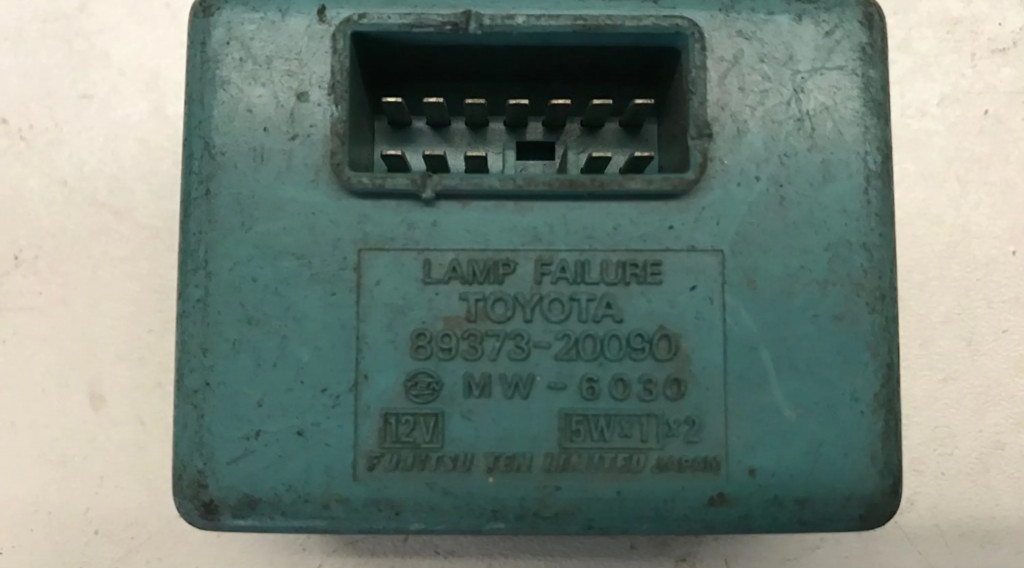 LAMP FAILURE
TOYOTA
89373-20090
MW-6030
12V 5W×1×2
FUJITSU TEN LIMITED JAPAN